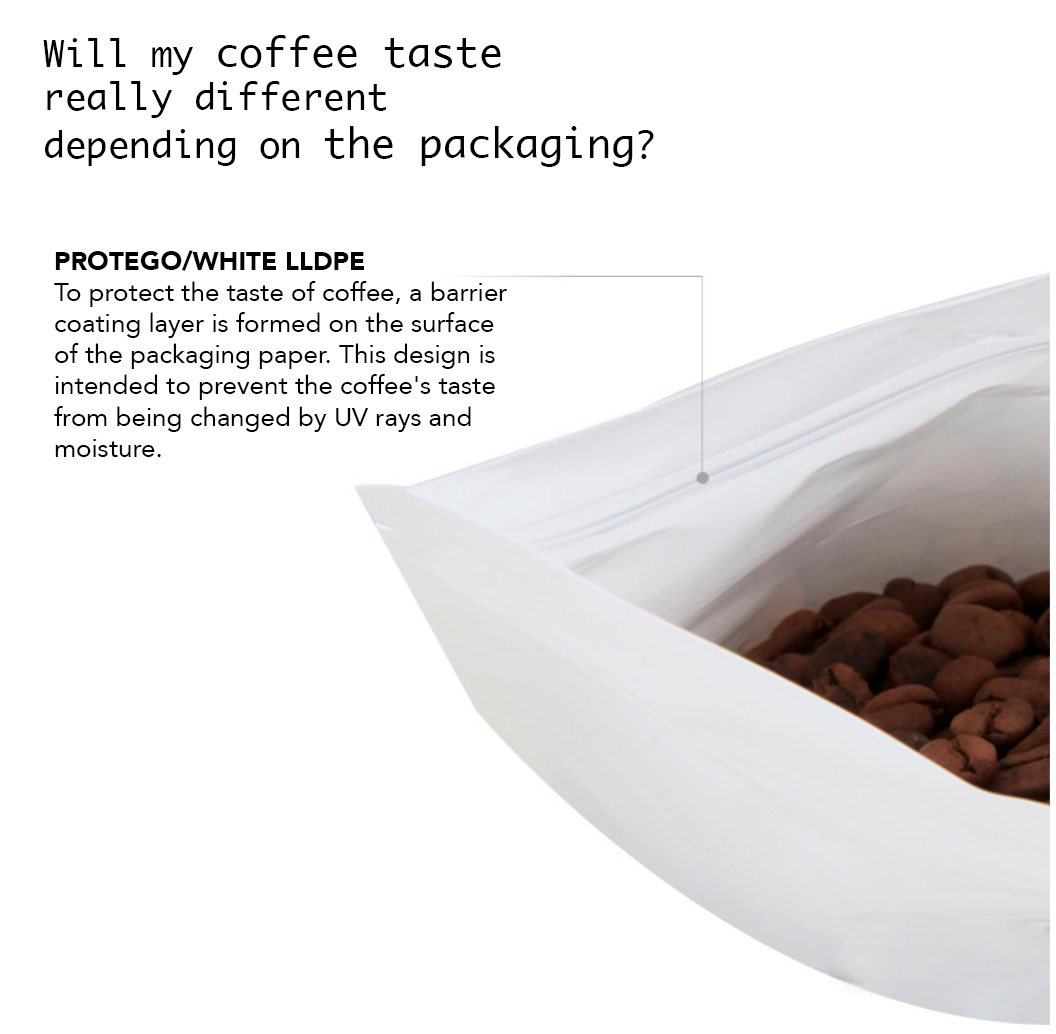 Will my coffee taste
really different
depending on the packaging?
PROTEGO/WHITE LLDPE
To protect the taste of coffee, a barrier
coating layer is formed on the surface
of the packaging paper. This design is
intended to prevent the coffee's taste
from being changed by UV rays and
moisture.